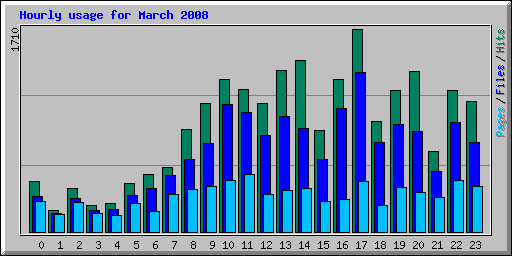 Hourly usage for March 2008
1710
Pages/Files/Hits
0 1 2 3 4 5 6 7 8 9 10 11 12 13 14 15 16 17 18 19 20 21 22 23